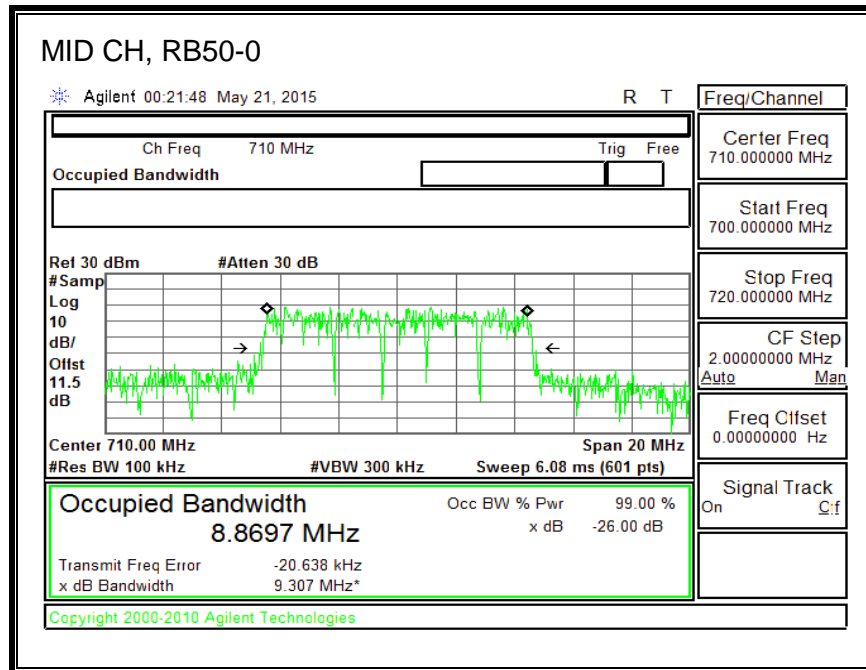 MID CH, RB50-0
Agilent 00:21:48 May 21, 2015 R T
Freq/Channel
Ch Freq 710 MHz Trig Free
Occupied Bandwidth
Center Freq
710.000000 MHz
Start Freq
700.000000 MHz
Stop Freq
720.000000 MHz
CF Step
2.00000000 MHz
Auto Man
Freq Offset
0.00000000 Hz
Signal Track
On Off
Ref 30 dBm #Atten 30 dB
#Samp
Log
10
dB/
Offst
11.5
dB
Center 710.00 MHz Span 20 MHz
#Res BW 100 kHz #VBW 300 kHz Sweep 6.08 ms (601 pts)
Occupied Bandwidth Occ BW % Pwr 99.00 %
8.8697 MHz x dB -26.00 dB
Transmit Freq Error -20.638 kHz
x dB Bandwidth 9.307 MHz*
Copyright 2000-2010 Agilent Technologies